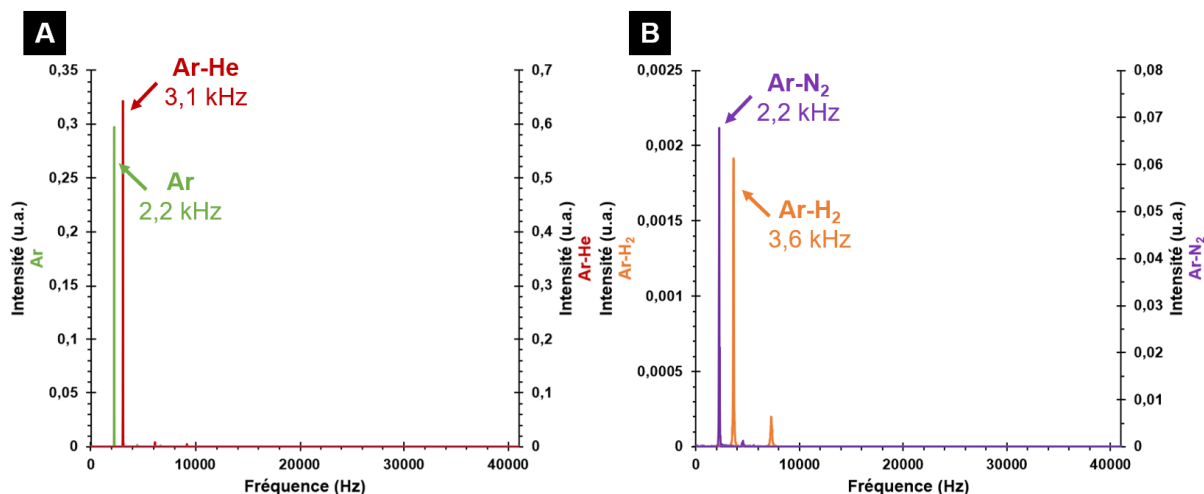 A
Ar-He
3,1 kHz
Ar
2,2 kHz
0,35
0,3
0,25
0,2
0,15
0,1
0,05
0
Intensité (u.a.)
Ar
0,7
0,6
0,5
0,4
0,3
0,2
0,1
0
Intensité (u.a.)
Ar-He
0
10000
20000
30000
40000
Fréquence (Hz)
B
Ar-N₂
2,2 kHz
Ar-H₂
3,6 kHz
Intensité (u.a.)
Ar-H₂
0,0025
0,002
0,0015
0,001
0,0005
0
0,08
0,07
0,06
0,05
0,04
0,03
0,02
0,01
0
Intensité (u.a.)
Ar-N₂
0
10000
20000
30000
40000
Fréquence (Hz)